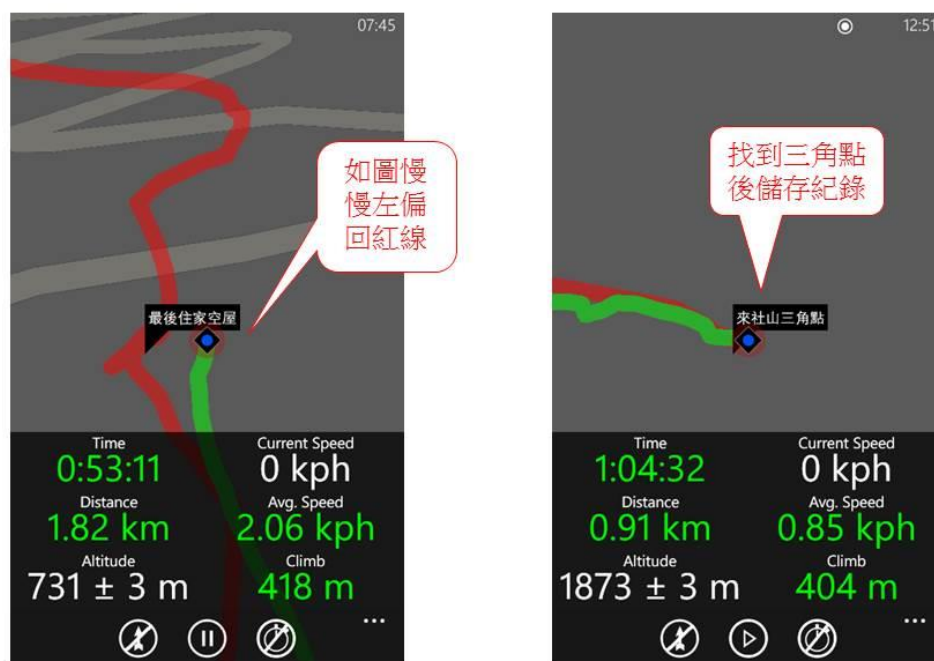 07:45
如圖慢
慢左偏
回紅線
最後住家空屋
Time
0:53:11
Current Speed
0 kph
Distance
1.82 km
Avg. Speed
2.06 kph
Altitude
731 ± 3 m
Climb
418 m
...
12:51
找到三角點
後儲存紀錄
來社山三角點
Time
1:04:32
Current Speed
0 kph
Distance
0.91 km
Avg. Speed
0.85 kph
Altitude
1873 ± 3 m
Climb
404 m
...